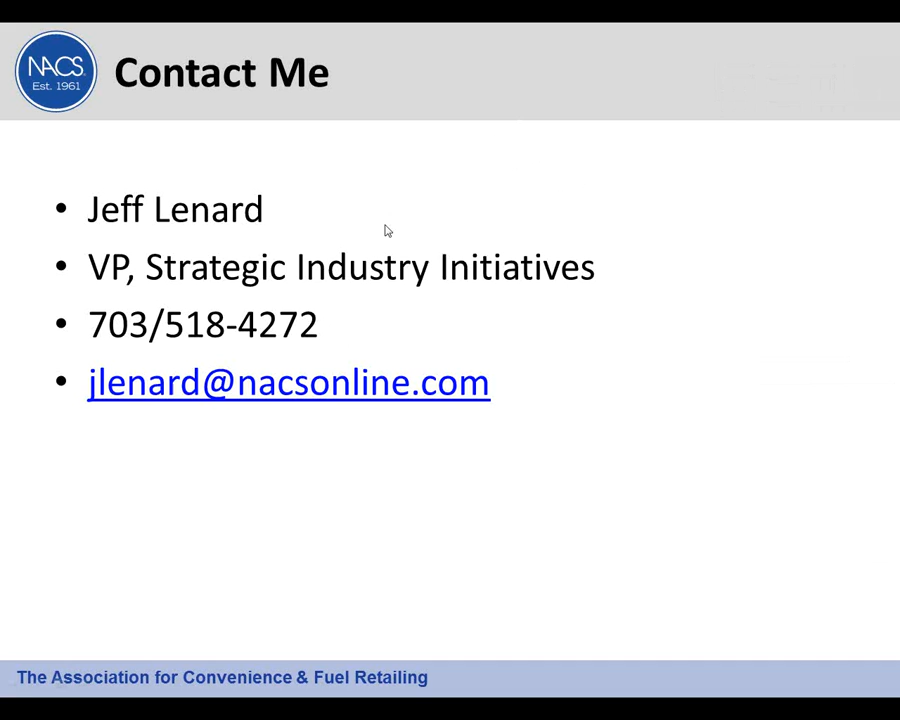 NACS
Est. 1961
Contact Me
• Jeff Lenard
• VP, Strategic Industry Initiatives
• 703/518-4272
• jlenard@nacsonline.com
The Association for Convenience & Fuel Retailing